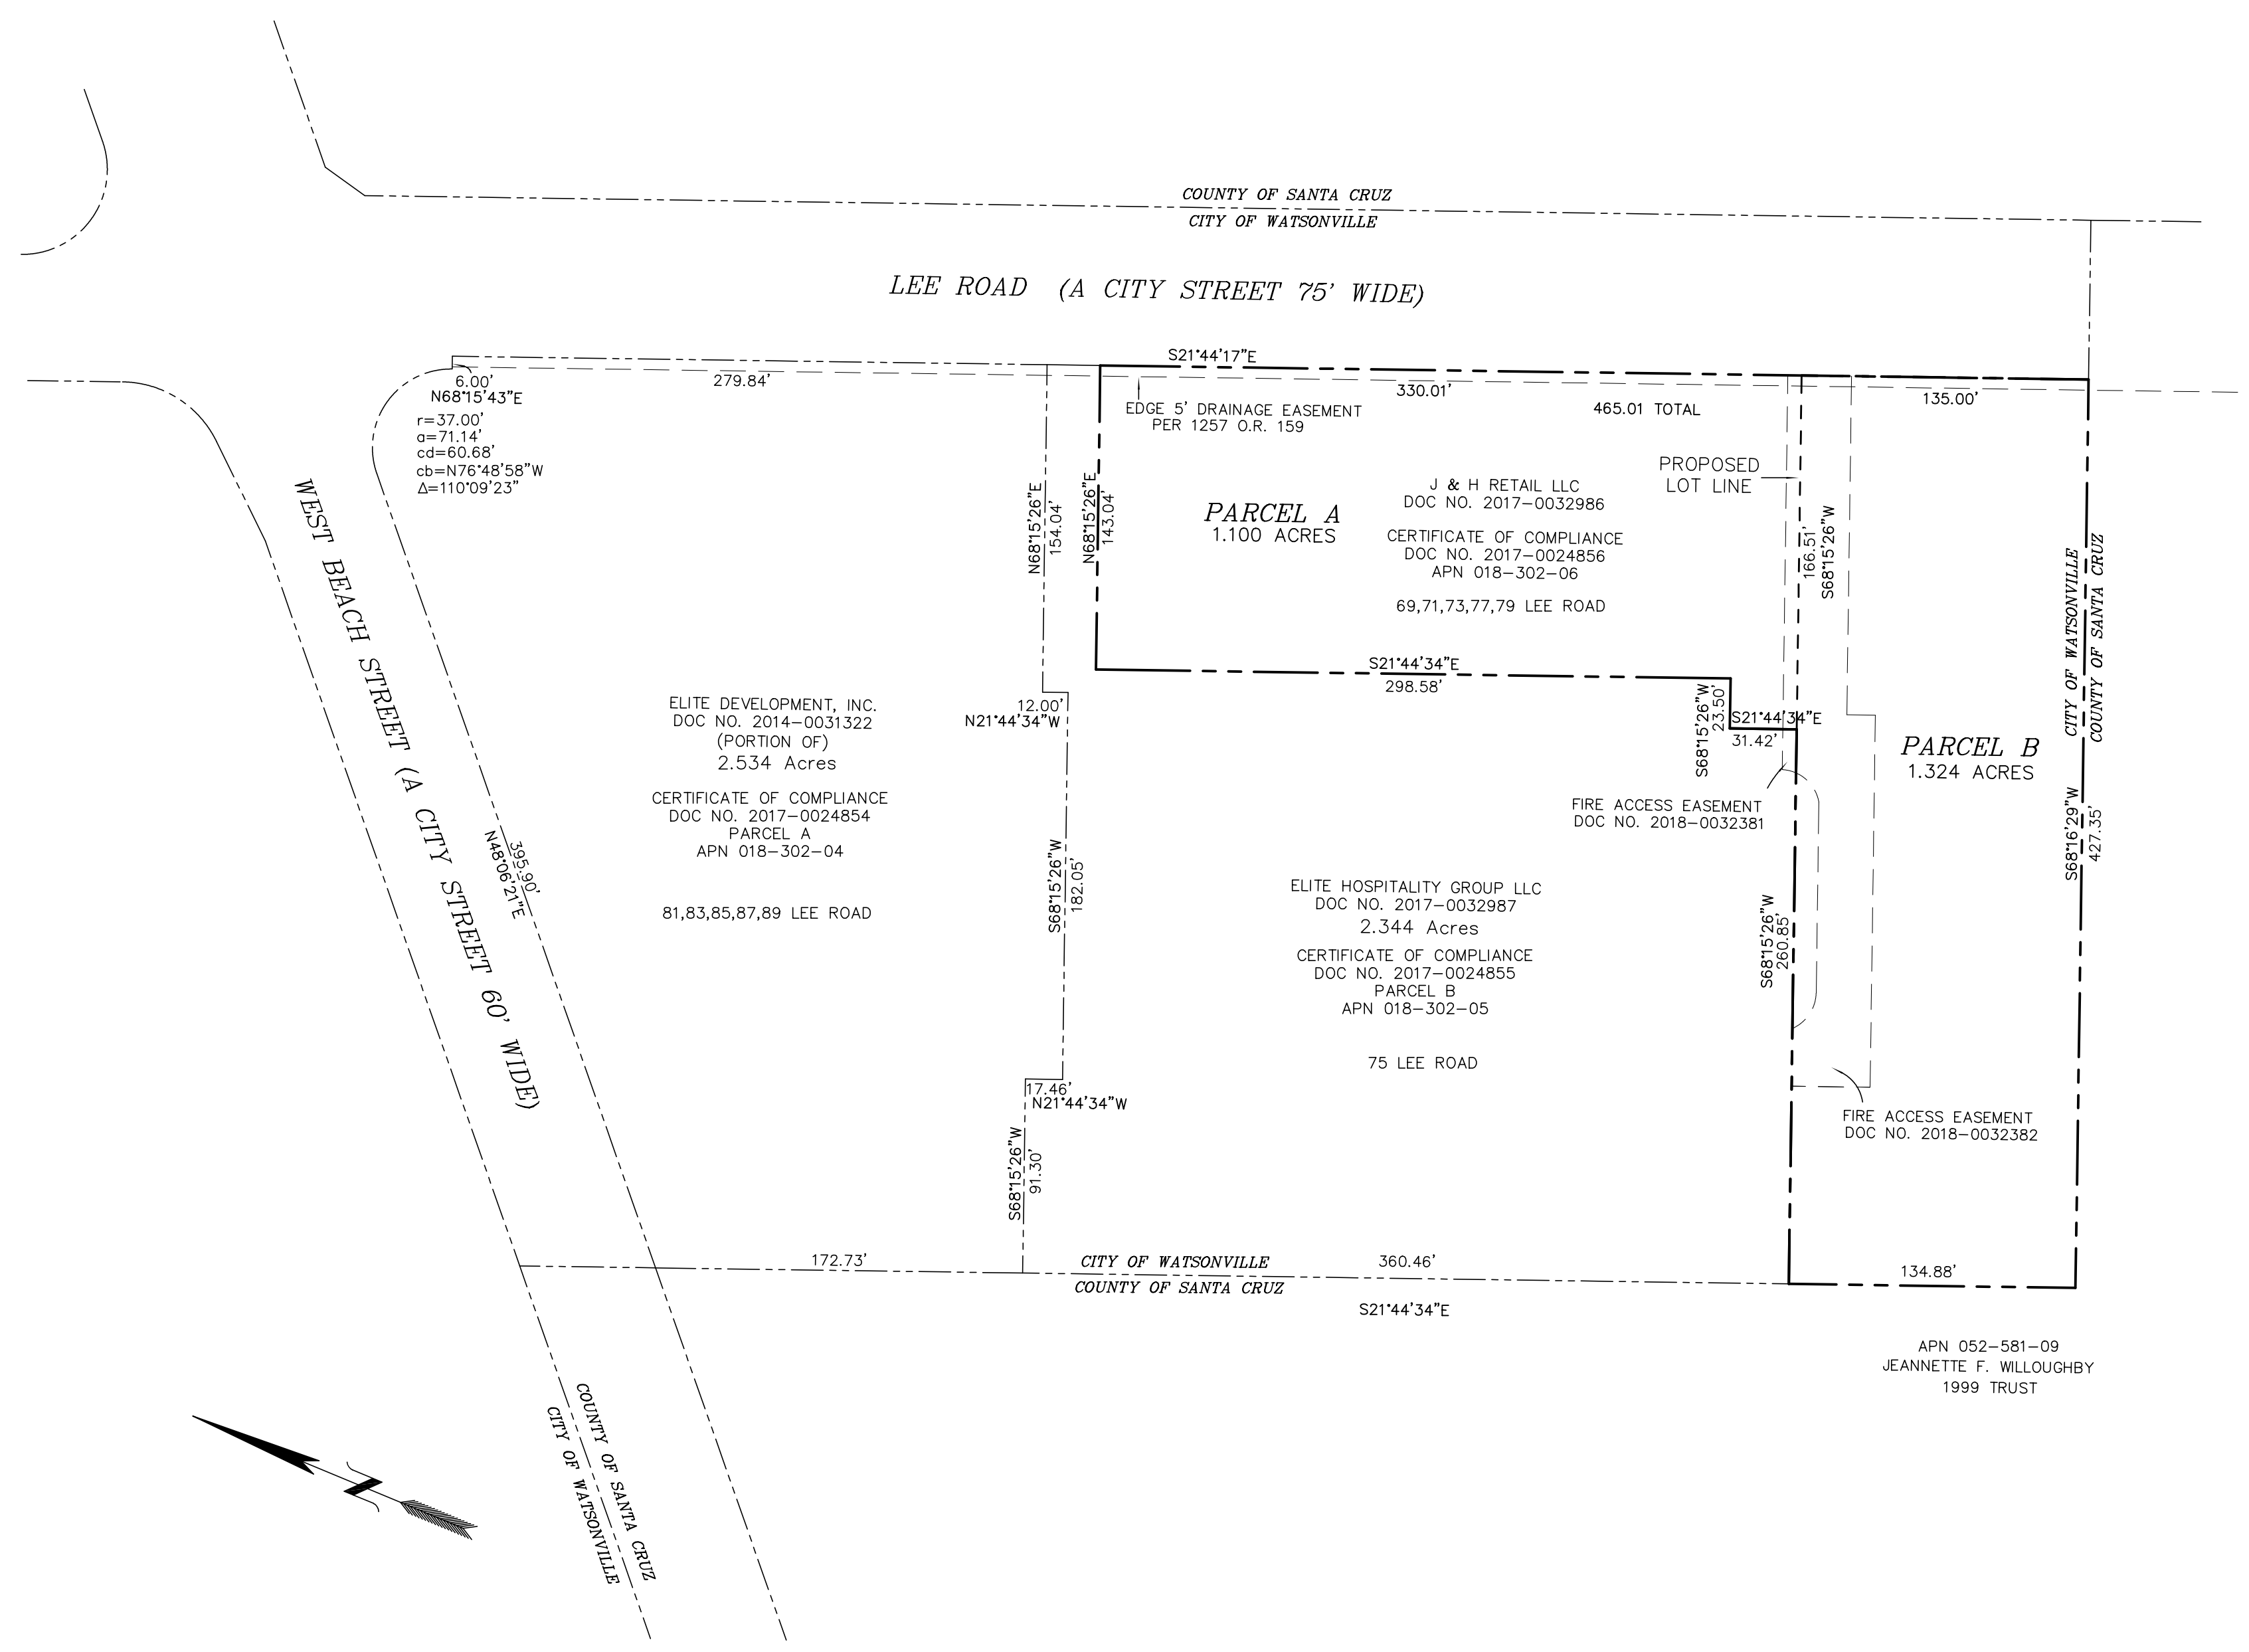 COUNTY OF SANTA CRUZ
CITY OF WATSONVILLE
LEE ROAD (A CITY STREET 75' WIDE)
S21°44'17"E
6.00'
N68°15'43"E
r=37.00'
a=71.14'
cd=60.68'
cb=N76°48'58"W
Δ=110°09'23"
279.84'
330.01'
465.01 TOTAL
135.00'
EDGE 5' DRAINAGE EASEMENT
PER 1257 O.R. 159
PROPOSED
LOT LINE
WEST BEACH STREET (A CITY STREET 60' WIDE)
N68°15'26"E
154.04'
N68°15'26"E
143.04'
PARCEL A
1.100 ACRES
J & H RETAIL LLC
DOC NO. 2017-0032986
CERTIFICATE OF COMPLIANCE
DOC NO. 2017-0024856
APN 018-302-06
69,71,73,77,79 LEE ROAD
166.51'
S68°15'26"W
CITY OF WATSONVILLE
COUNTY OF SANTA CRUZ
S21°44'34"E
298.58'
S68°15'26"W
23.50'
S21°44'34"E
31.42'
12.00'
N21°44'34"W
ELITE DEVELOPMENT, INC.
DOC NO. 2014-0031322
(PORTION OF)
2.534 Acres
CERTIFICATE OF COMPLIANCE
DOC NO. 2017-0024854
PARCEL A
APN 018-302-04
81,83,85,87,89 LEE ROAD
PARCEL B
1.324 ACRES
FIRE ACCESS EASEMENT
DOC NO. 2018-0032381
395.90'
N48°06'21"E
S68°15'26"W
182.05'
ELITE HOSPITALITY GROUP LLC
DOC NO. 2017-0032987
2.344 Acres
CERTIFICATE OF COMPLIANCE
DOC NO. 2017-0024855
PARCEL B
APN 018-302-05
75 LEE ROAD
S68°15'26"W
260.85'
S68°16'29"W
427.35'
17.46'
N21°44'34"W
S68°15'26"W
91.30'
FIRE ACCESS EASEMENT
DOC NO. 2018-0032382
172.73'
CITY OF WATSONVILLE
COUNTY OF SANTA CRUZ
360.46'
134.88'
S21°44'34"E
APN 052-581-09
JEANNETTE F. WILLOUGHBY
1999 TRUST
COUNTY OF SANTA CRUZ
CITY OF WATSONVILLE